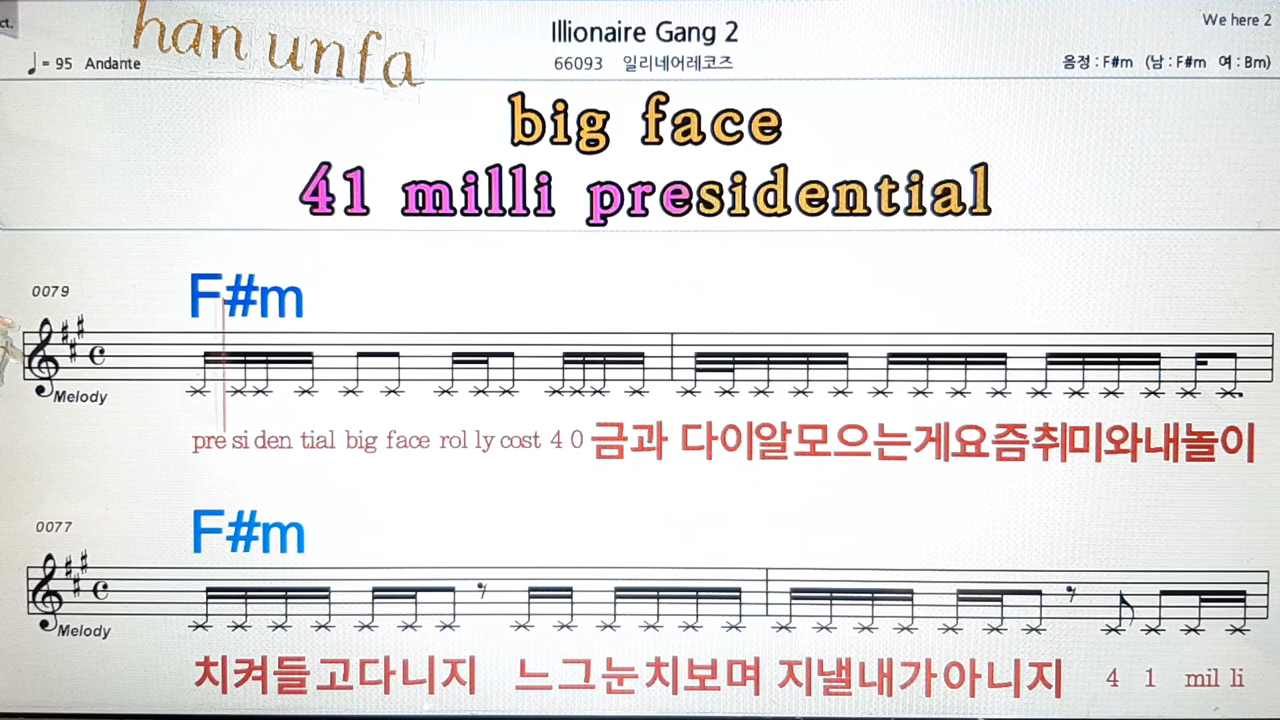 ct.
han unfa
Illionaire Gang 2
We here 2
♩ = 95 Andante
66093 일리네어레코즈
음정 : F#m (남 : F#m 여 : Bm)
big face
41 milli presidential
F#m
0079
Melody
pre si den tial big face rol ly cost 4 0 금과 다이알모으는게요즘취미와내놀이
F#m
0077
Melody
치켜들고다니지 느그눈치보며 지낼내가아니지 4 1 mil li